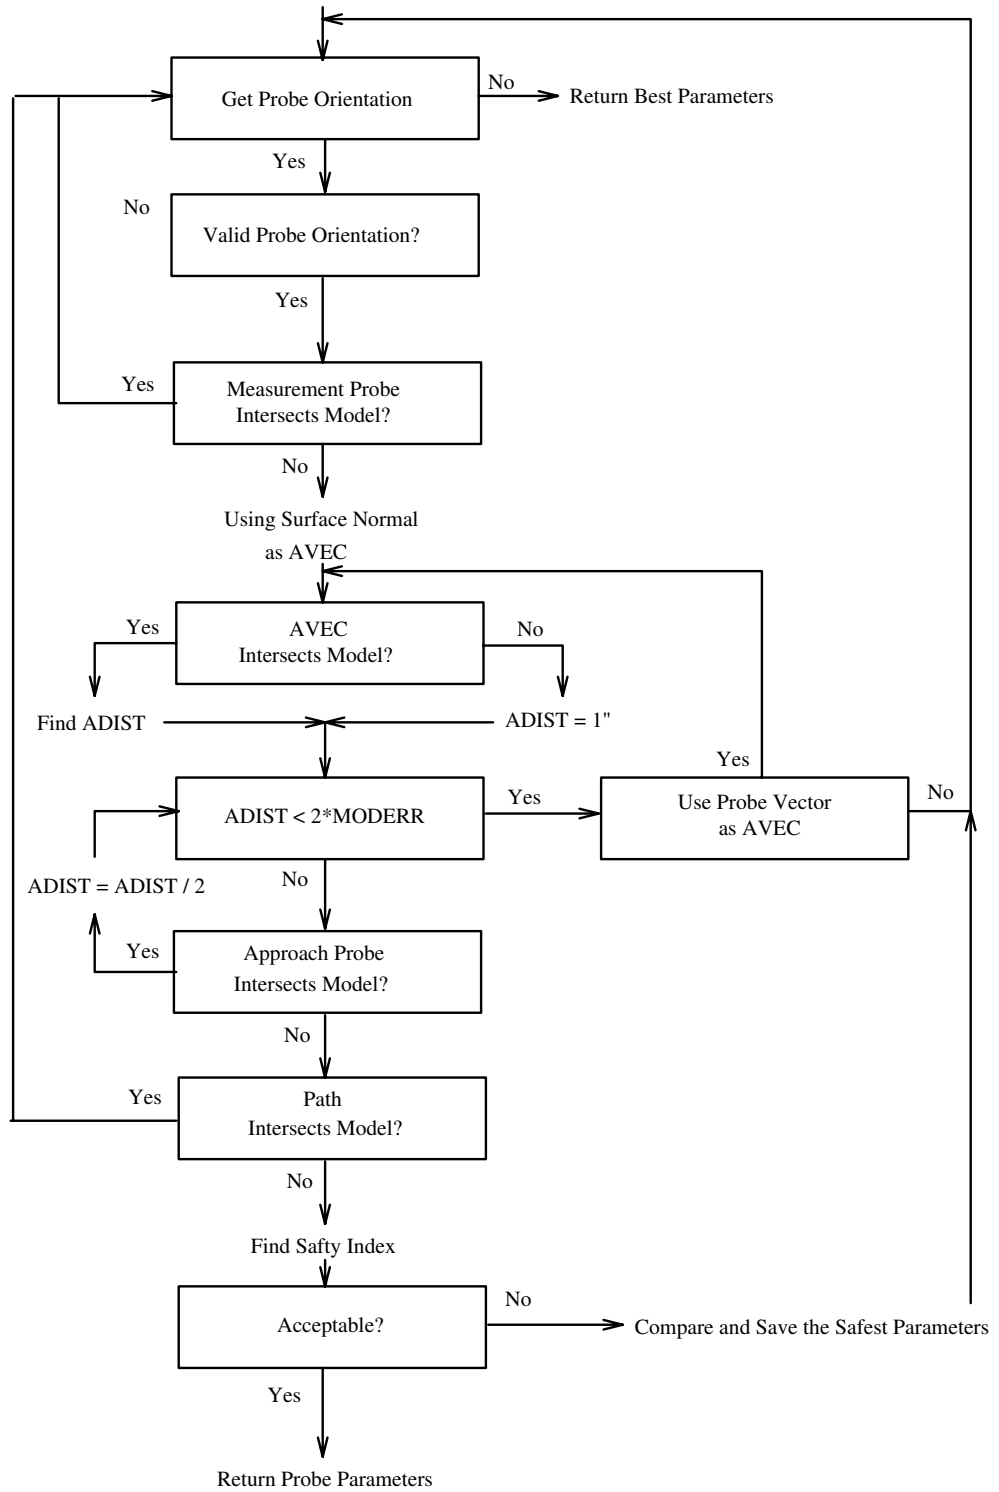 No
Get Probe Orientation
Return Best Parameters
Yes
No
Valid Probe Orientation?
Yes
Yes
Measurement Probe
Intersects Model?
No
Using Surface Normal
as AVEC
Yes
AVEC
Intersects Model?
No
Find ADIST
ADIST = 1"
Yes
ADIST < 2*MODERR
Yes
Use Probe Vector
as AVEC
No
No
ADIST = ADIST / 2
Yes
Approach Probe
Intersects Model?
No
Yes
Path
Intersects Model?
No
Find Safty Index
Acceptable?
No
Compare and Save the Safest Parameters
Yes
Return Probe Parameters